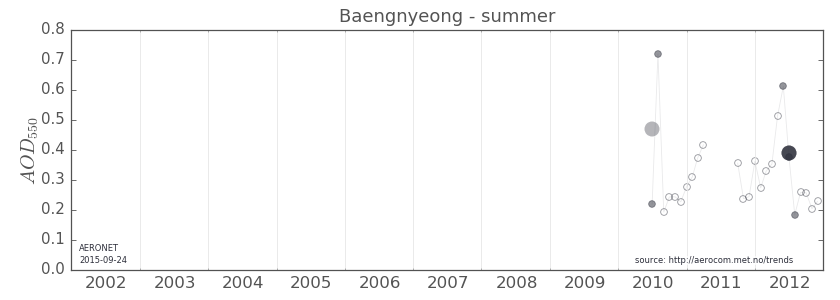 Baengnyeong - summer
0.8
0.7
0.6
0.5
0.4
0.3
0.2
0.1
0.0
AOD550
AERONET
2015-09-24
source: http://aerocom.met.no/trends
2002 2003 2004 2005 2006 2007 2008 2009 2010 2011 2012